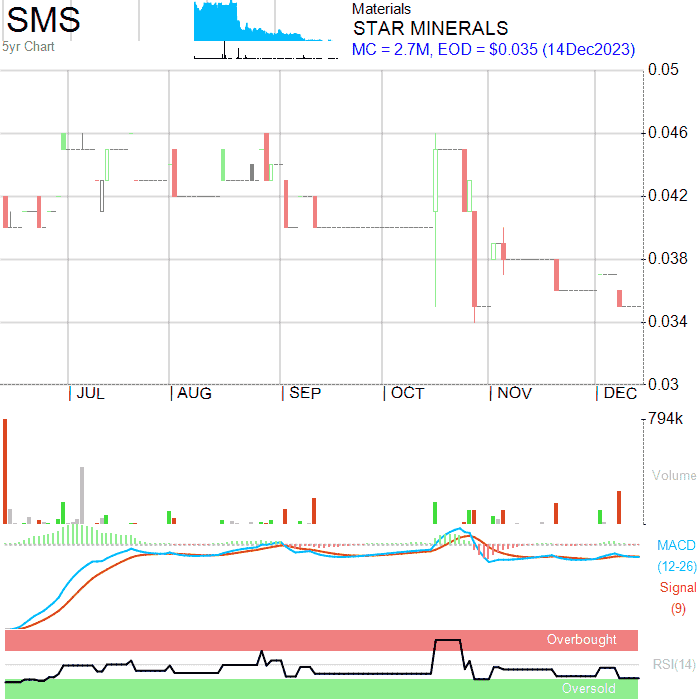 SMS
5yr Chart
Materials
STAR MINERALS
MC = 2.7M, EOD = $0.035 (14Dec2023)
0.05
0.046
0.042
0.038
0.034
0.03
JUL AUG SEP OCT NOV DEC
794k
Volume
MACD
(12-26)
Signal
(9)
Overbought
RSI(14)
Oversold